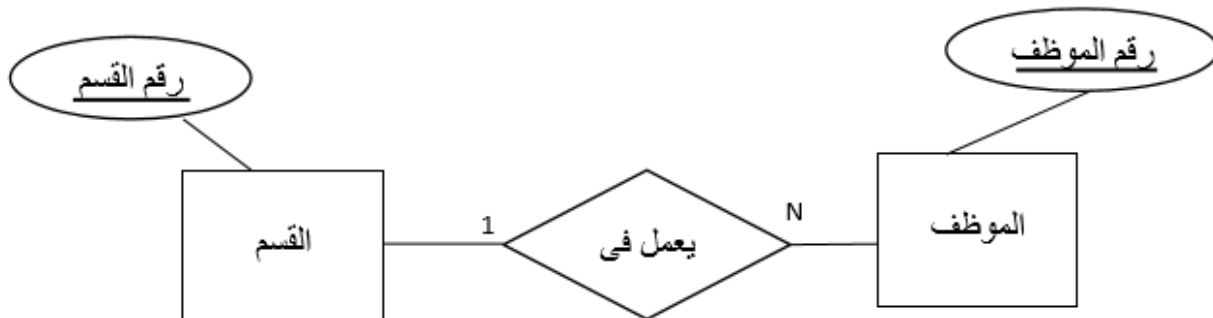 رقم الموظف
رقم القسم
الموظف
N
يعمل فى
1
القسم